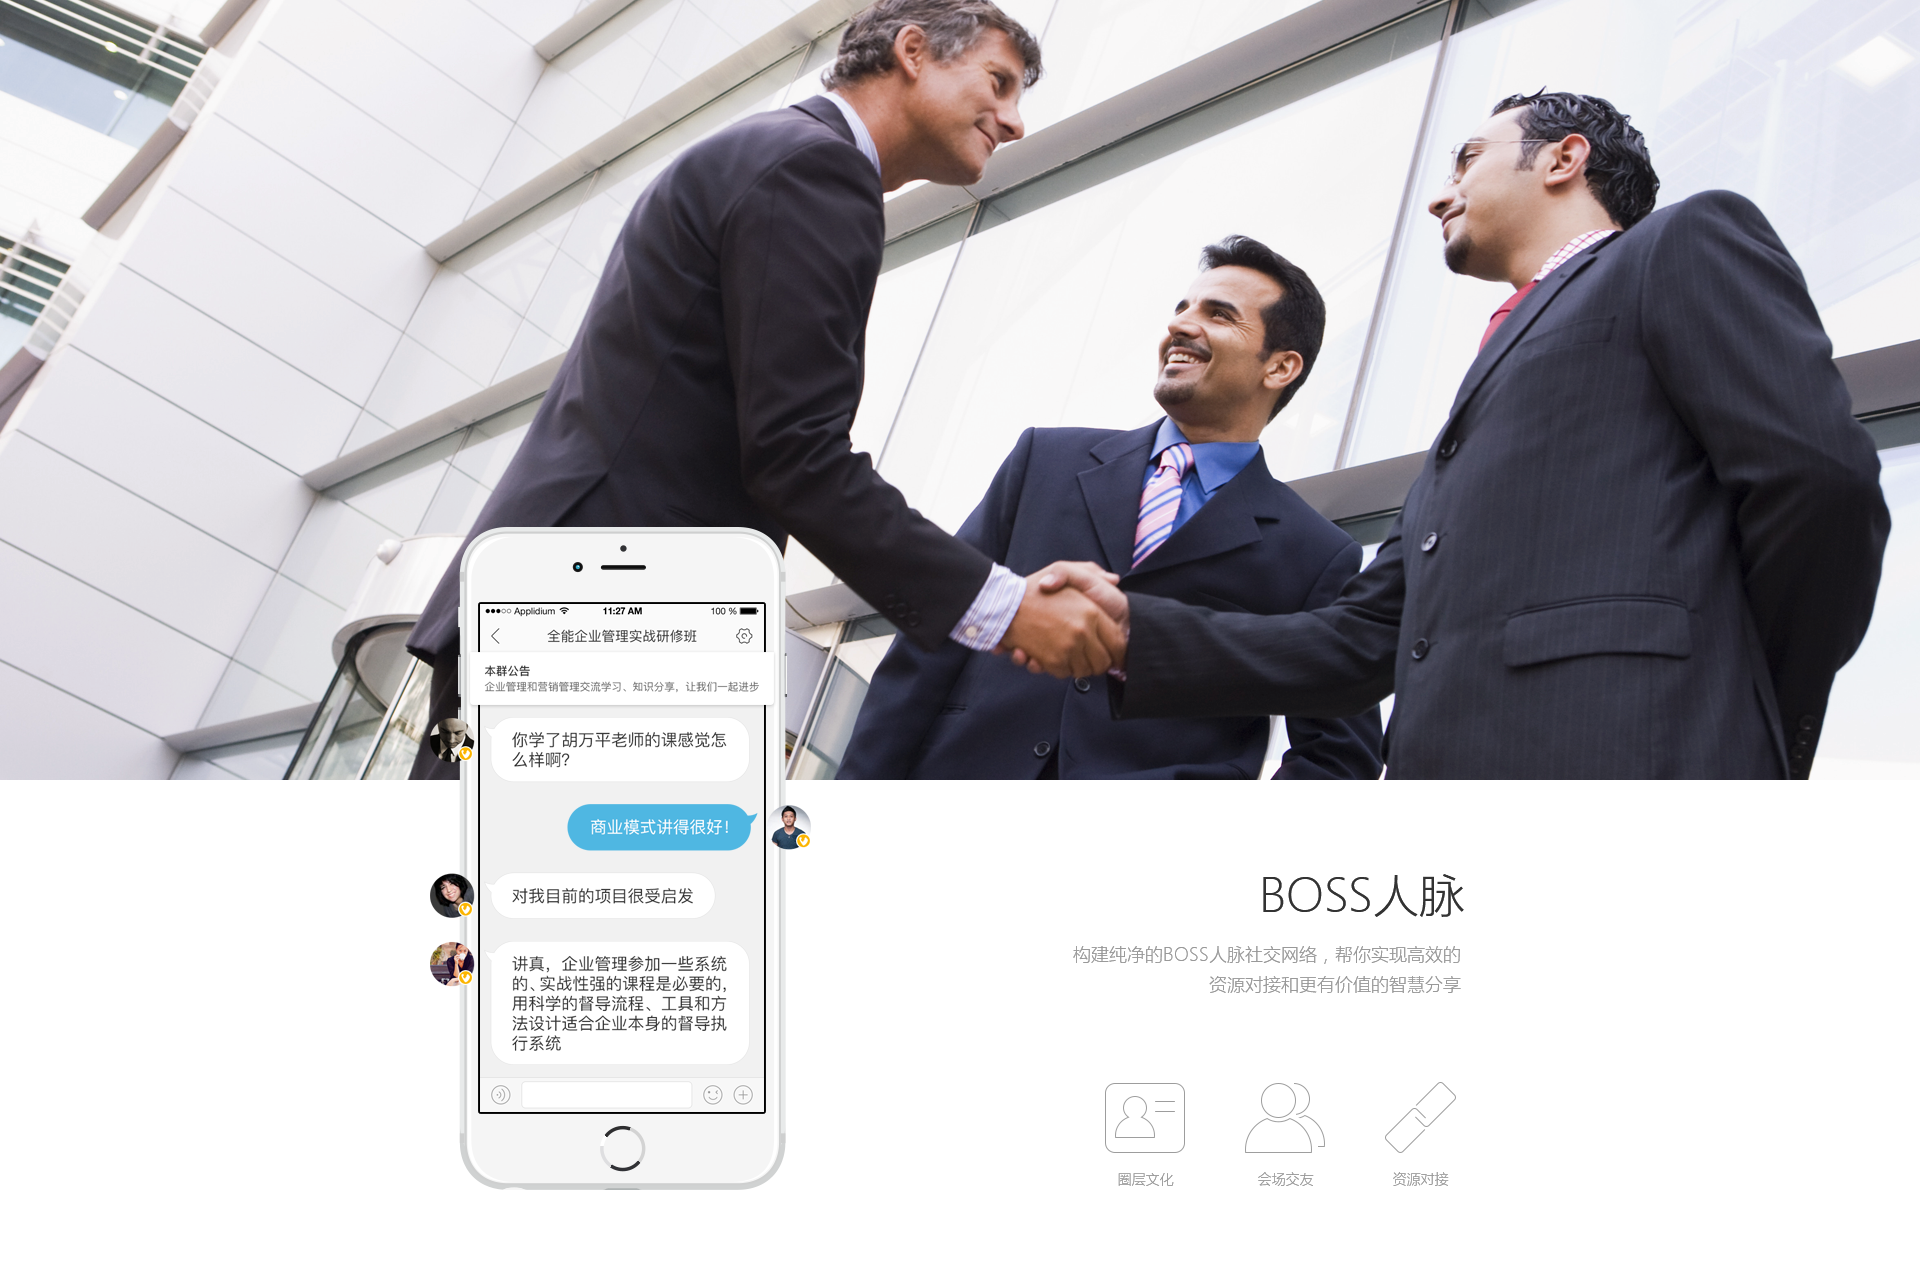 ●●●○○ Applidium 11:27 AM 100 %
全能企业管理实战研修班
本群公告
企业管理和营销管理交流学习、知识分享，让我们一起进步
你学了胡万平老师的课感觉怎
么样啊?
商业模式讲得很好！
对我目前的项目很受启发
讲真，企业管理参加一些系统
的、实战性强的课程是必要的,
用科学的督导流程、工具和方
法设计适合企业本身的督导执
行系统
BOSS人脉
构建纯净的BOSS人脉社交网络，帮你实现高效的
资源对接和更有价值的智慧分享
圈层文化
会场交友
资源对接